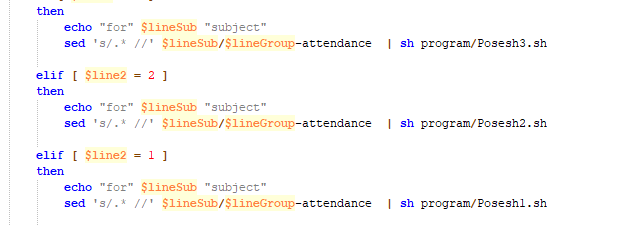 then
echo "for" $lineSub "subject"
sed 's/.* //' $lineSub/$lineGroup-attendance | sh program/Posesh3.sh
elif [ $line2 = 2 ]
then
echo "for" $lineSub "subject"
sed 's/.* //' $lineSub/$lineGroup-attendance | sh program/Posesh2.sh
elif [ $line2 = 1 ]
then
echo "for" $lineSub "subject"
sed 's/.* //' $lineSub/$lineGroup-attendance | sh program/Posesh1.sh